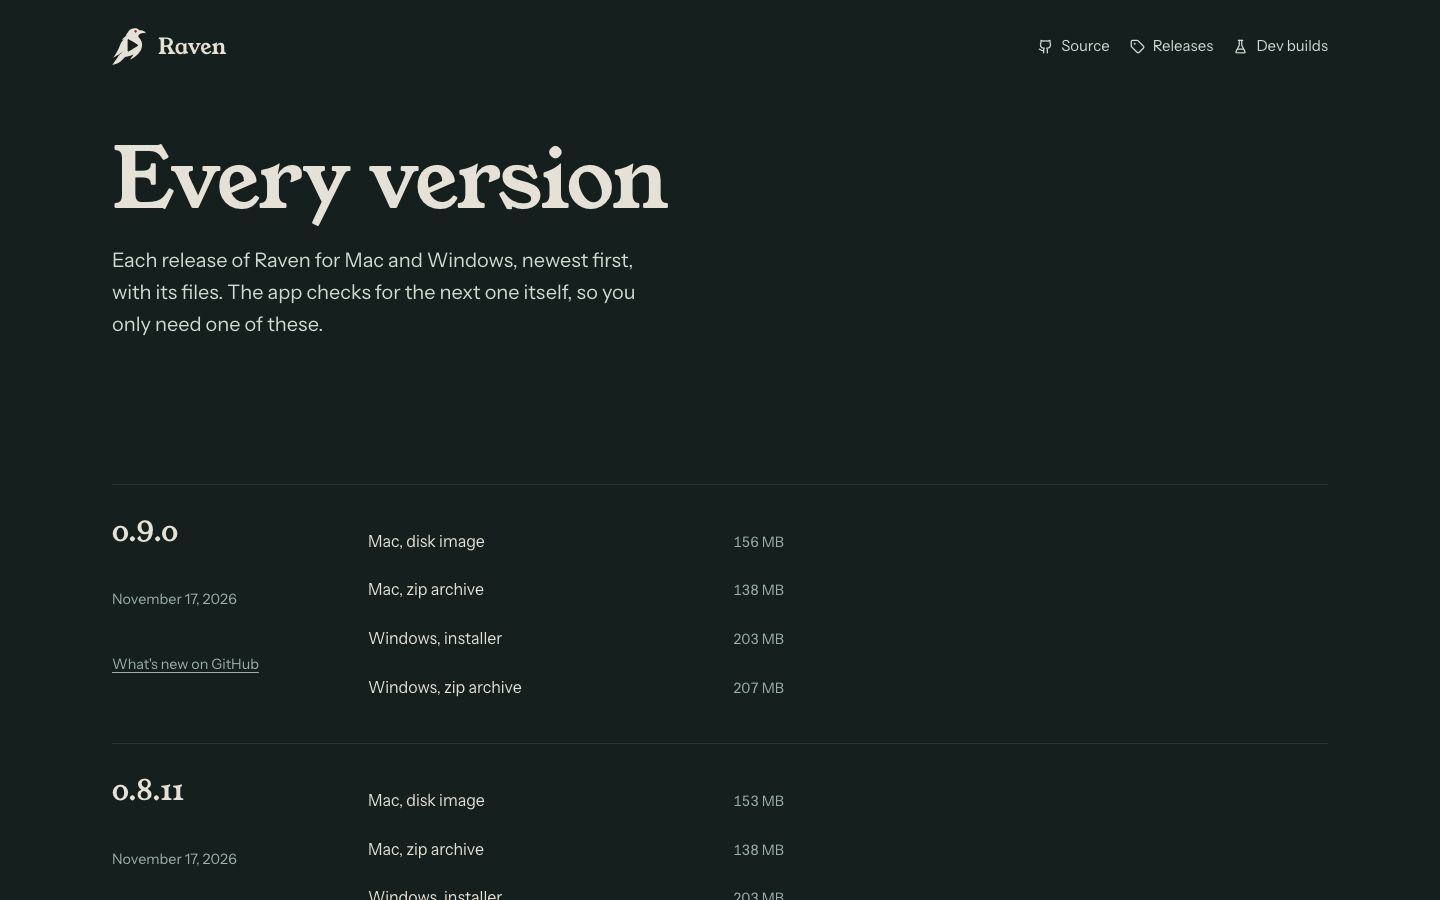 Raven
Source
Releases
Dev builds
Every version
Each release of Raven for Mac and Windows, newest first,
with its files. The app checks for the next one itself, so you
only need one of these.
0.9.0
November 17, 2026
What's new on GitHub
Mac, disk image 156 MB
Mac, zip archive 138 MB
Windows, installer 203 MB
Windows, zip archive 207 MB
0.8.11
November 17, 2026
Mac, disk image 153 MB
Mac, zip archive 138 MB
Windows, installer 203 MB